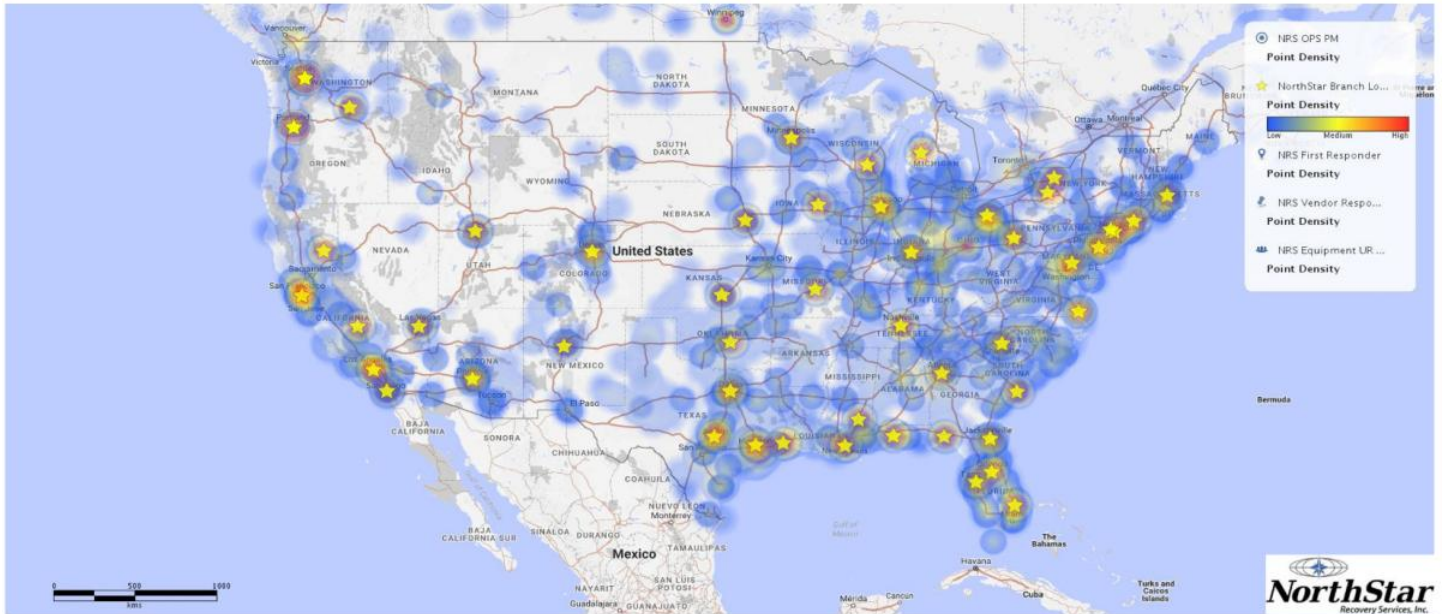 Winnipeg
Vancouver
Victoria
WASHINGTON
MONTANA
NORTH
DAKOTA
MINNESOTA
Minneapolis
SOUTH
DAKOTA
WISCONSIN
MICHIGAN
Toronto
Ottawa
Montreal
Quebec City
MAINE
VERMONT
NEW
HAMPSHIRE
OREGON
IDAHO
WYOMING
NEBRASKA
IOWA
NEVADA
UTAH
COLORADO
United States
KANSAS
Kansas City
ILLINOIS
INDIANA
PENNSYLVANIA
WEST
VIRGINIA
VIRGINIA
Washington
KENTUCKY
Sacramento
CALIFORNIA
Las Vegas
ARIZONA
Tucson
NEW MEXICO
El Paso
OKLAHOMA
ARKANSAS
Nashville
TENNESSEE
MISSISSIPPI
ALABAMA
GEORGIA
SOUTH
CAROLINA
TEXAS
Jacksonville
BAJA
CALIFORNIA
SONORA
CHIHUAHUA
COAHUILA
NUEVO LEON
Monterrey
BAJA
CALIFORNIA SUR
SINALOA
DURANGO
TAMAULIPAS
Mexico
NAYARIT
SAN LUIS
POTOSI
Guadalajara
GUANAJUATO
Gulf of
Mexico
Mérida
Cancún
Havana
Cuba
The
Bahamas
Turks and
Caicos
Islands
Bermuda
NRS OPS PM
Point Density
NorthStar Branch Lo...
Point Density
Low Medium High
NRS First Responder
Point Density
NRS Vendor Respo...
Point Density
NRS Equipment UR ...
Point Density
0 500 1000
kms
NorthStar
Recovery Services, Inc.